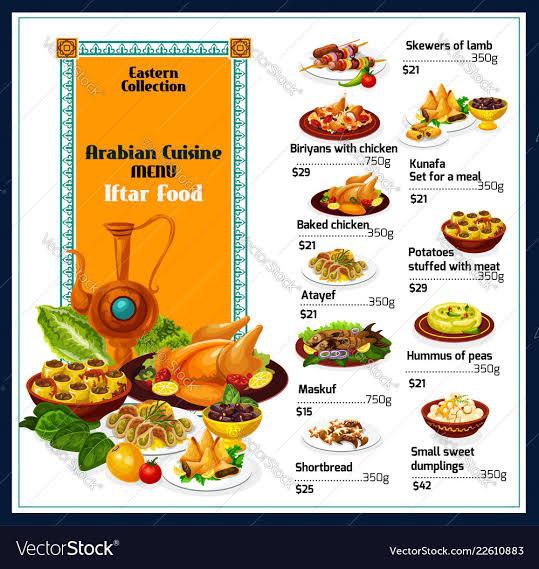 Eastern
Collection
Arabian Cuisine
MENU
Iftar Food
Skewers of lamb
350g
$21
Biriyans with chicken
750g
$29
Kunafa
Set for a meal
350g
$21
Baked chicken
350g
$21
Potatoes
stuffed with meat
350g
$29
Atayef
350g
$21
Hummus of peas
350g
$21
Maskuf
750g
$15
Small sweet
dumplings
350g
$42
Shortbread
350g
$25
VectorStock®
VectorStock.com/22610883